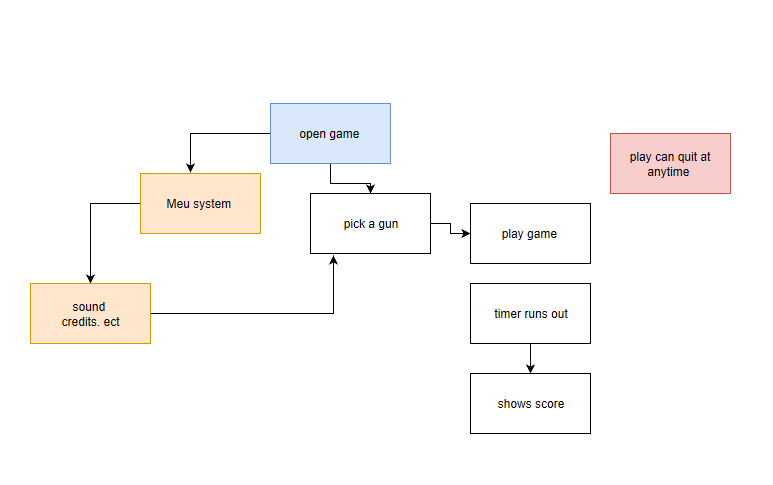 open game
play can quit at
anytime
Meu system
pick a gun
play game
sound
credits. ect
timer runs out
shows score